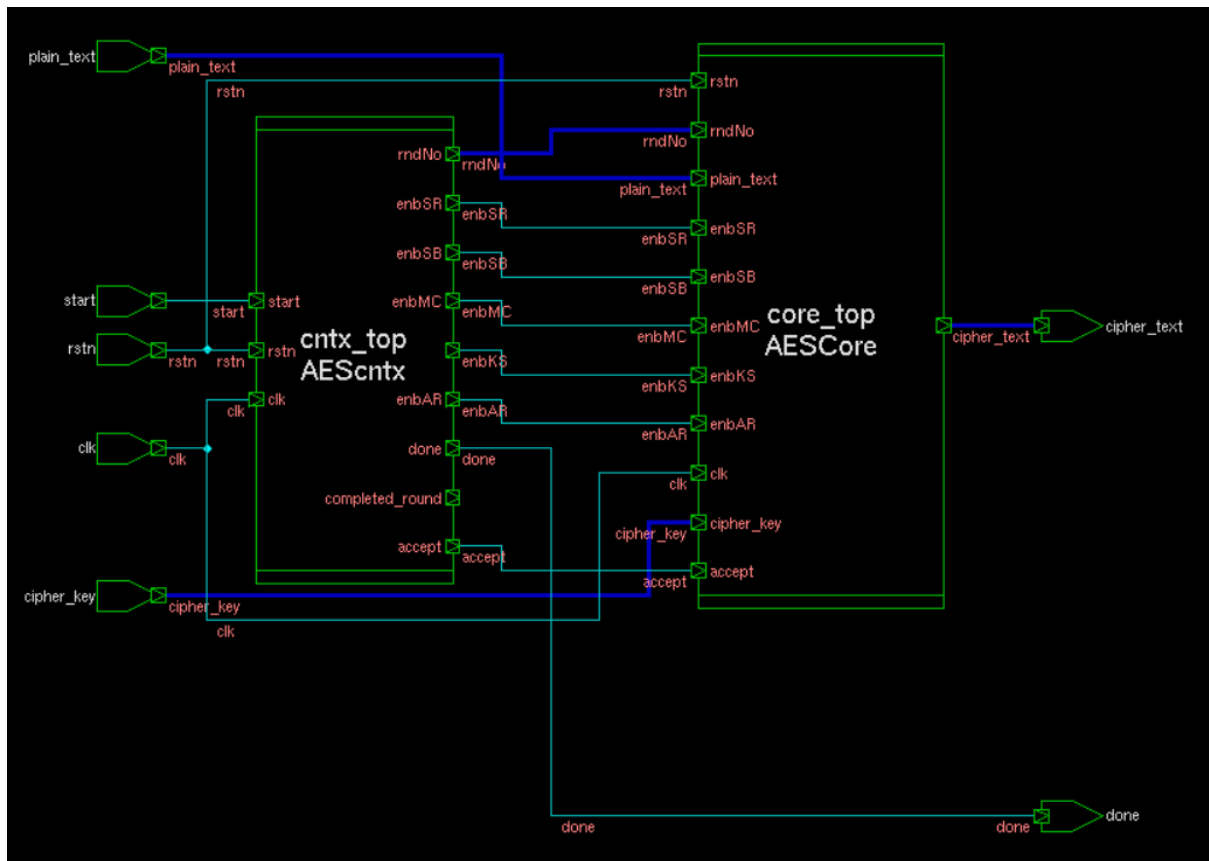 plain_text
plain_text
rstn
rstn
rstn
rndNo
rndNo
rndNo
rndNo
plain_text
plain_text
enbSR
enbSR
enbSR
enbSR
enbSB
enbSB
enbSB
enbSB
start
start
start
enbMC
enbMC
enbMC
enbMC
core_top
AESCore
cipher_text
cipher_text
rstn
rstn
rstn
rstn
cntx_top
AEScntx
enbKS
enbKS
enbKS
enbKS
clk
clk
enbAR
enbAR
enbAR
enbAR
clk
clk
done
done
clk
clk
completed_round
cipher_key
cipher_key
accept
accept
accept
accept
cipher_key
cipher_key
clk
done
done
done